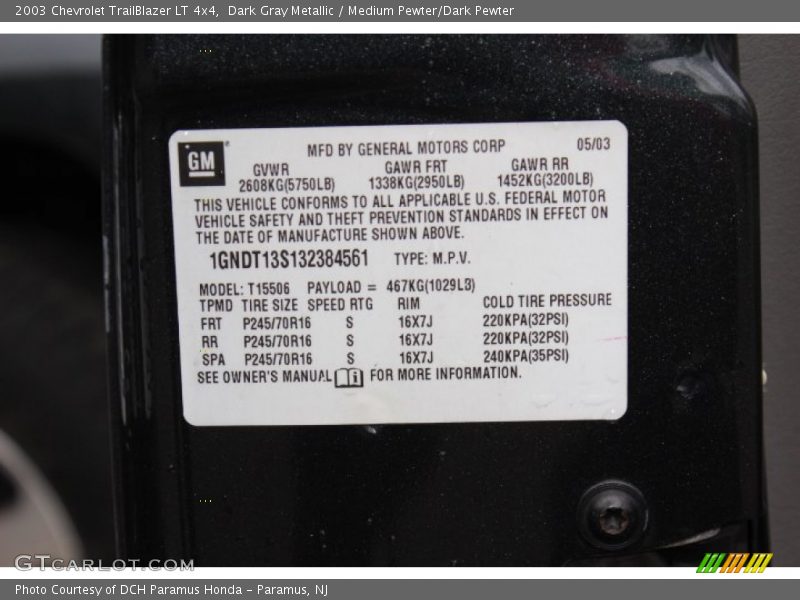 2003 Chevrolet TrailBlazer LT 4x4,  Dark Gray Metallic / Medium Pewter/Dark Pewter
GM
MFD BY GENERAL MOTORS CORP 05/03
GVWR GAWR FRT GAWR RR
2608KG(5750LB) 1338KG(2950LB) 1452KG(3200LB)
THIS VEHICLE CONFORMS TO ALL APPLICABLE U.S. FEDERAL MOTOR
VEHICLE SAFETY AND THEFT PREVENTION STANDARDS IN EFFECT ON
THE DATE OF MANUFACTURE SHOWN ABOVE.
1GNDT13S132384561 TYPE: M.P.V.
MODEL: T15506 PAYLOAD = 467KG(1029LB)
TPMD TIRE SIZE SPEED RTG RIM COLD TIRE PRESSURE
FRT P245/70R16 S 16X7J 220KPA(32PSI)
RR P245/70R16 S 16X7J 220KPA(32PSI)
SPA P245/70R16 S 16X7J 240KPA(35PSI)
SEE OWNER'S MANUAL FOR MORE INFORMATION.
GTCARLOT.COM
Photo Courtesy of DCH Paramus Honda - Paramus, NJ